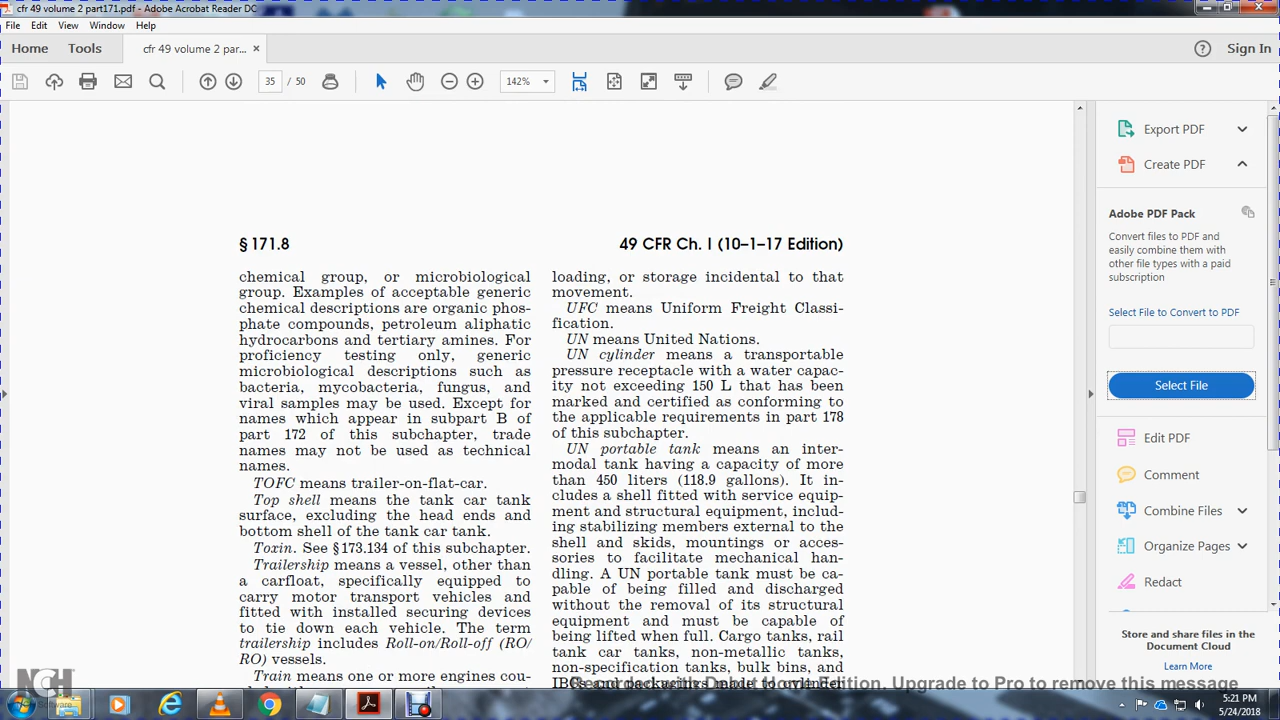 cfr 49 volume 2 part171.pdf - Adobe Acrobat Reader DC
File Edit View Window Help
Home Tools cfr 49 volume 2 par... × Sign In
35 / 50 142%
§ 171.8
chemical group, or microbiological
group. Examples of acceptable generic
chemical descriptions are organic phos-
phate compounds, petroleum aliphatic
hydrocarbons and tertiary amines. For
proficiency testing only, generic
microbiological descriptions such as
bacteria, mycobacteria, fungus, and
viral samples may be used. Except for
names which appear in subpart B of
part 172 of this subchapter, trade
names may not be used as technical
names.
TOFC means trailer-on-flat-car.
Top shell means the tank car tank
surface, excluding the head ends and
bottom shell of the tank car tank.
Toxin. See §173.134 of this subchapter.
Trailership means a vessel, other than
a carfloat, specifically equipped to
carry motor transport vehicles and
fitted with installed securing devices
to tie down each vehicle. The term
trailership includes Roll-on/Roll-off (RO/
RO) vessels.
Train means one or more engines cou-
49 CFR Ch. I (10–1–17 Edition)
loading, or storage incidental to that
movement.
UFC means Uniform Freight Classi-
fication.
UN means United Nations.
UN cylinder means a transportable
pressure receptacle with a water capac-
ity not exceeding 150 L that has been
marked and certified as conforming to
the applicable requirements in part 178
of this subchapter.
UN portable tank means an inter-
modal tank having a capacity of more
than 450 liters (118.9 gallons). It in-
cludes a shell fitted with service equip-
ment and structural equipment, includ-
ing stabilizing members external to the
shell and skids, mountings or acces-
sories to facilitate mechanical han-
dling. A UN portable tank must be ca-
pable of being filled and discharged
without the removal of its structural
equipment and must be capable of
being lifted when full. Cargo tanks, rail
tank car tanks, non-metallic tanks,
non-specification tanks, bulk bins, and
Export PDF
Create PDF
Adobe PDF Pack
Convert files to PDF and
easily combine them with
other file types with a paid
subscription
Select File to Convert to PDF
Select File
Edit PDF
Comment
Combine Files
Organize Pages
Redact
Store and share files in the
Document Cloud
Learn More
NCH
Software
Edition. Upgrade to Pro to remove this message
5:21 PM
5/24/2018